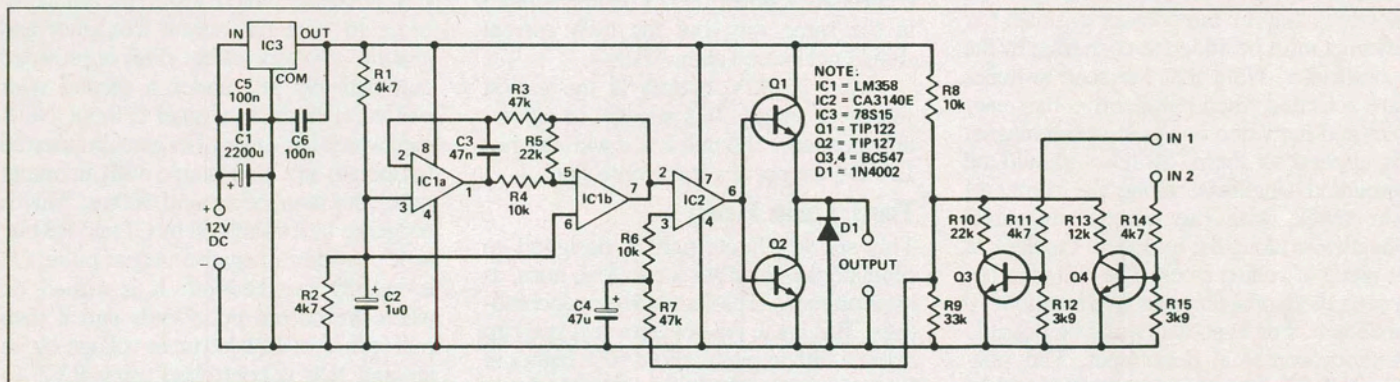 IN
IC3
OUT
COM
C5
100n
C6
100n
C1
2200u
+
+
12V
DC
−
R1
4k7
R2
4k7
2
8
3
4
1
IC1a
+
C2
1u0
C3
47n
R3
47k
R5
22k
R4
10k
5
6
7
IC1b
2
7
3
4
6
IC2
R6
10k
C4
47u
+
R7
47k
Q1
Q2
NOTE:
IC1 = LM358
IC2 = CA3140E
IC3 = 78S15
Q1 = TIP122
Q2 = TIP127
Q3,4 = BC547
D1 = 1N4002
D1
OUTPUT
R8
10k
R9
33k
R10
22k
R11
4k7
R13
12k
R14
4k7
Q3
Q4
R12
3k9
R15
3k9
IN 1
IN 2